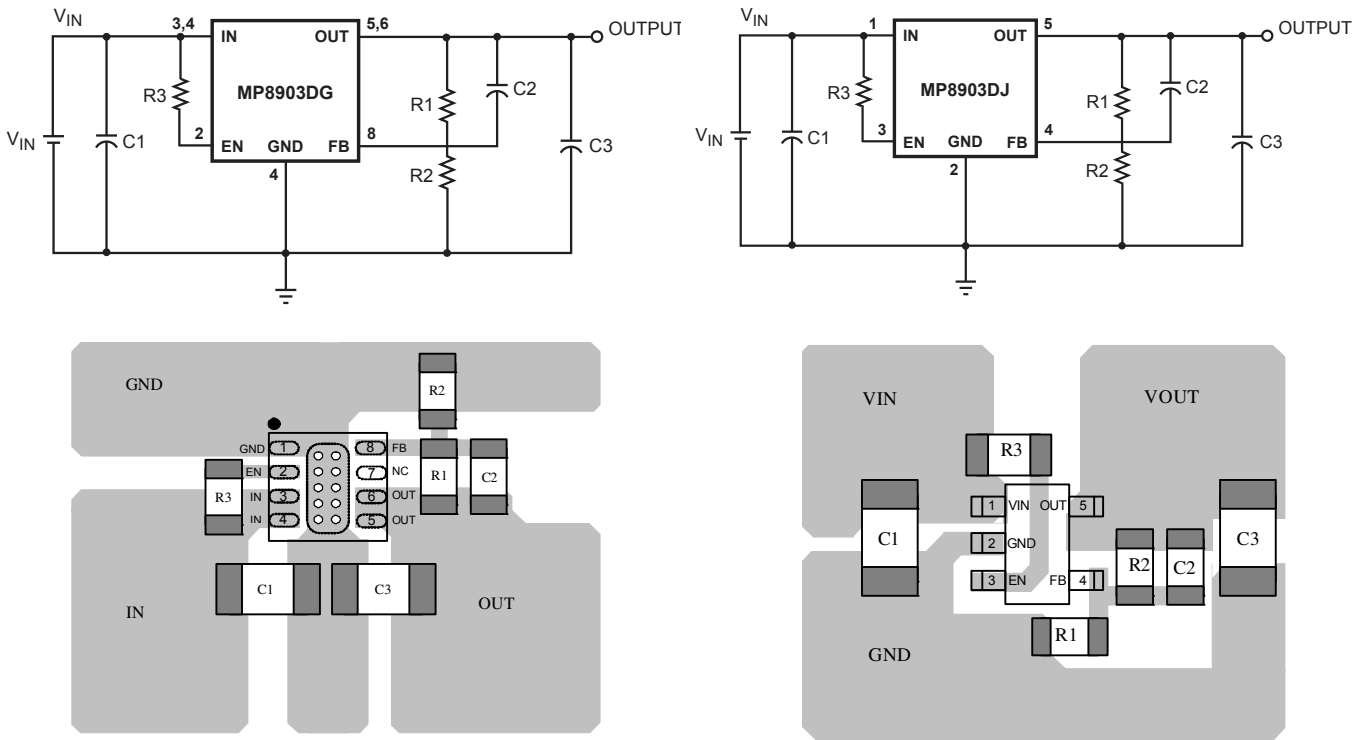 VIN
3,4
IN
OUT
5,6
OUTPUT
R3
MP8903DG
R1
C2
VIN
C1
2
EN
GND
FB
8
R2
C3
4
VIN
1
IN
OUT
5
OUTPUT
R3
MP8903DJ
R1
C2
VIN
C1
3
EN
GND
FB
4
R2
C3
2
GND
R2
GND 1 8 FB
EN 2 7 NC
R3
IN 3 6 OUT
IN 4 5 OUT
R1
C2
C1
C3
IN
OUT
VIN
VOUT
R3
1 VIN OUT 5
2 GND
3 EN FB 4
C1
R2
C2
C3
R1
GND